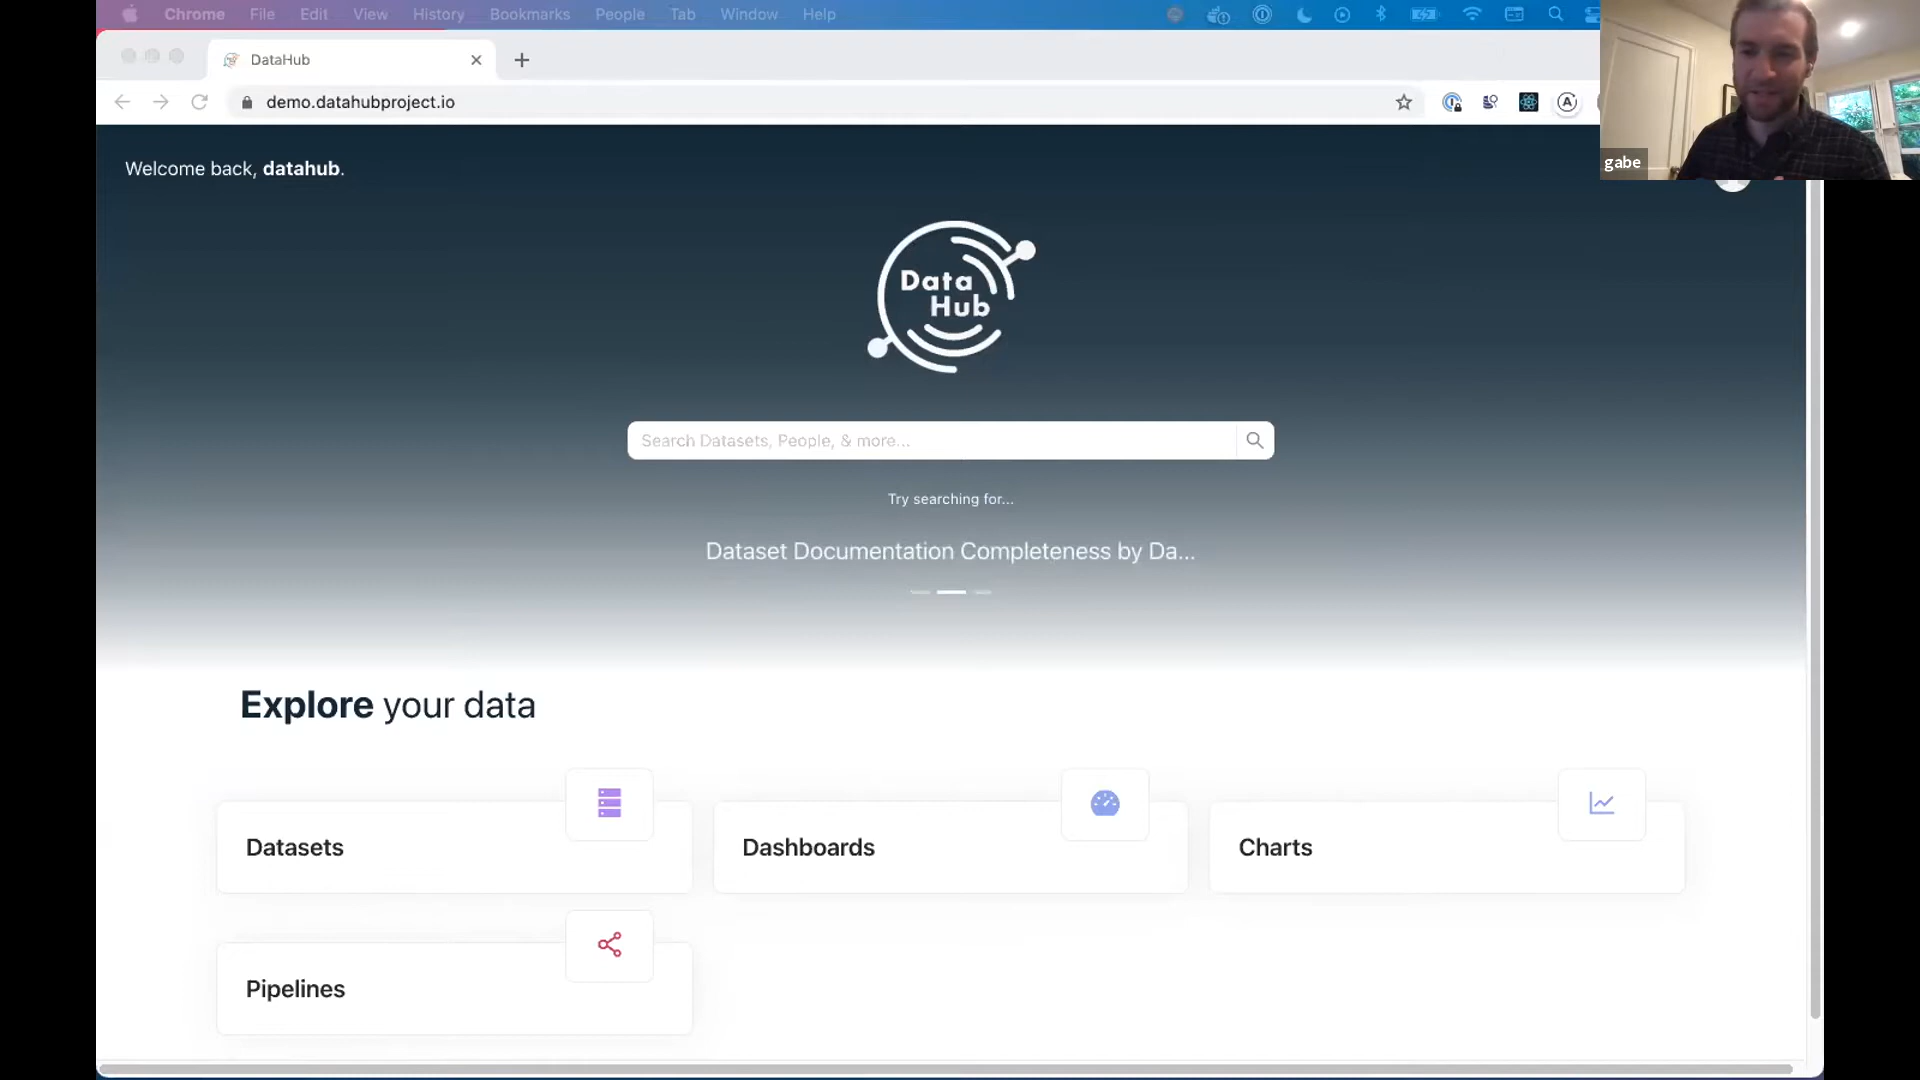 Chrome File Edit View History Bookmarks People Tab Window Help
DataHub
demo.datahubproject.io
gabe
Welcome back, datahub.
Data
Hub
Search Datasets, People, & more...
Try searching for...
Dataset Documentation Completeness by Da...
Explore your data
Datasets
Dashboards
Charts
Pipelines